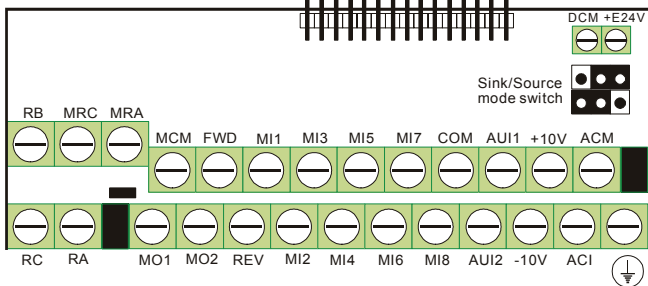 DCM +E24V
Sink/Source
mode switch
RB MRC MRA
MCM FWD MI1 MI3 MI5 MI7 COM AUI1 +10V ACM
RC RA MO1 MO2 REV MI2 MI4 MI6 MI8 AUI2 -10V ACI